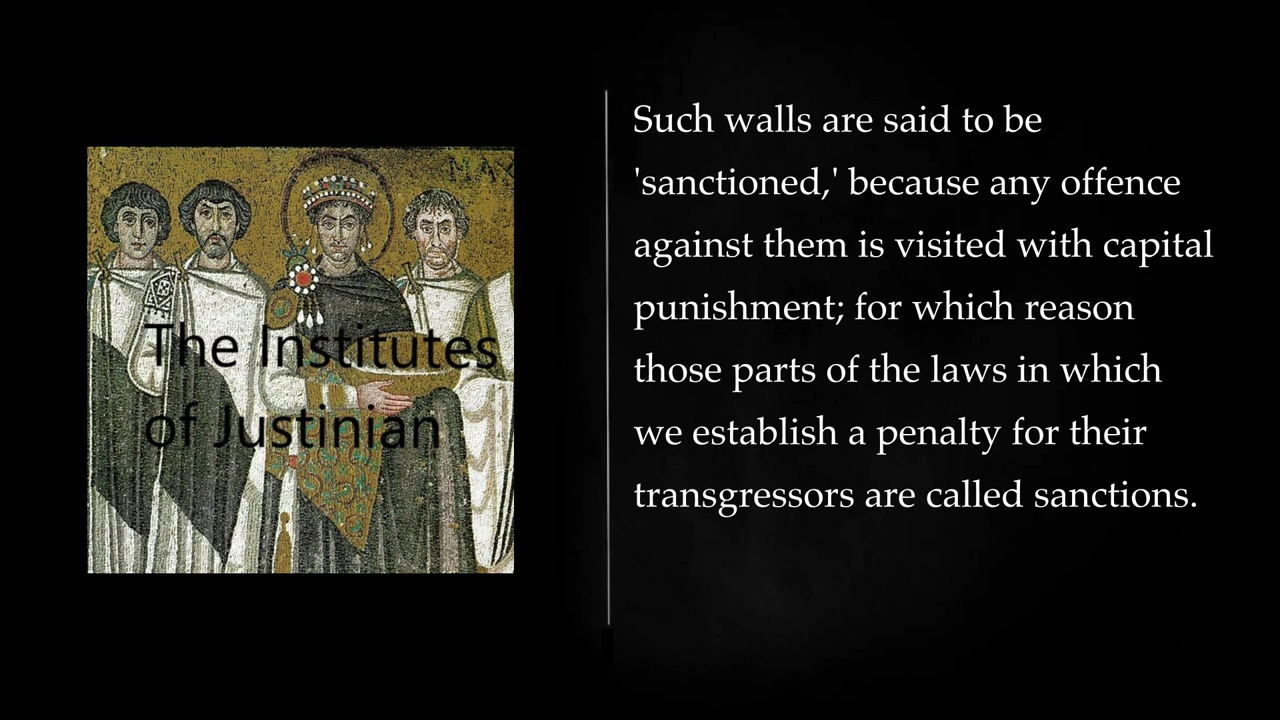 MAX
The Institutes
of Justinian
Such walls are said to be
'sanctioned,' because any offence
against them is visited with capital
punishment; for which reason
those parts of the laws in which
we establish a penalty for their
transgressors are called sanctions.